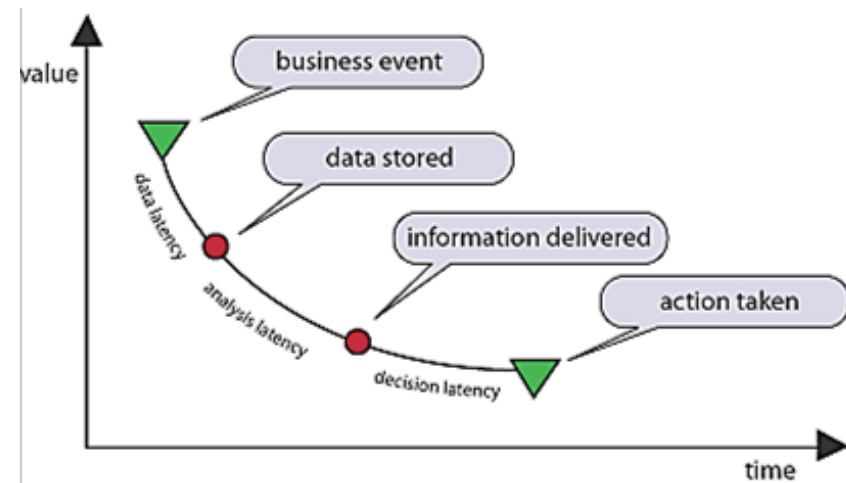 value
business event
data stored
data latency
information delivered
analysis latency
action taken
decision latency
time